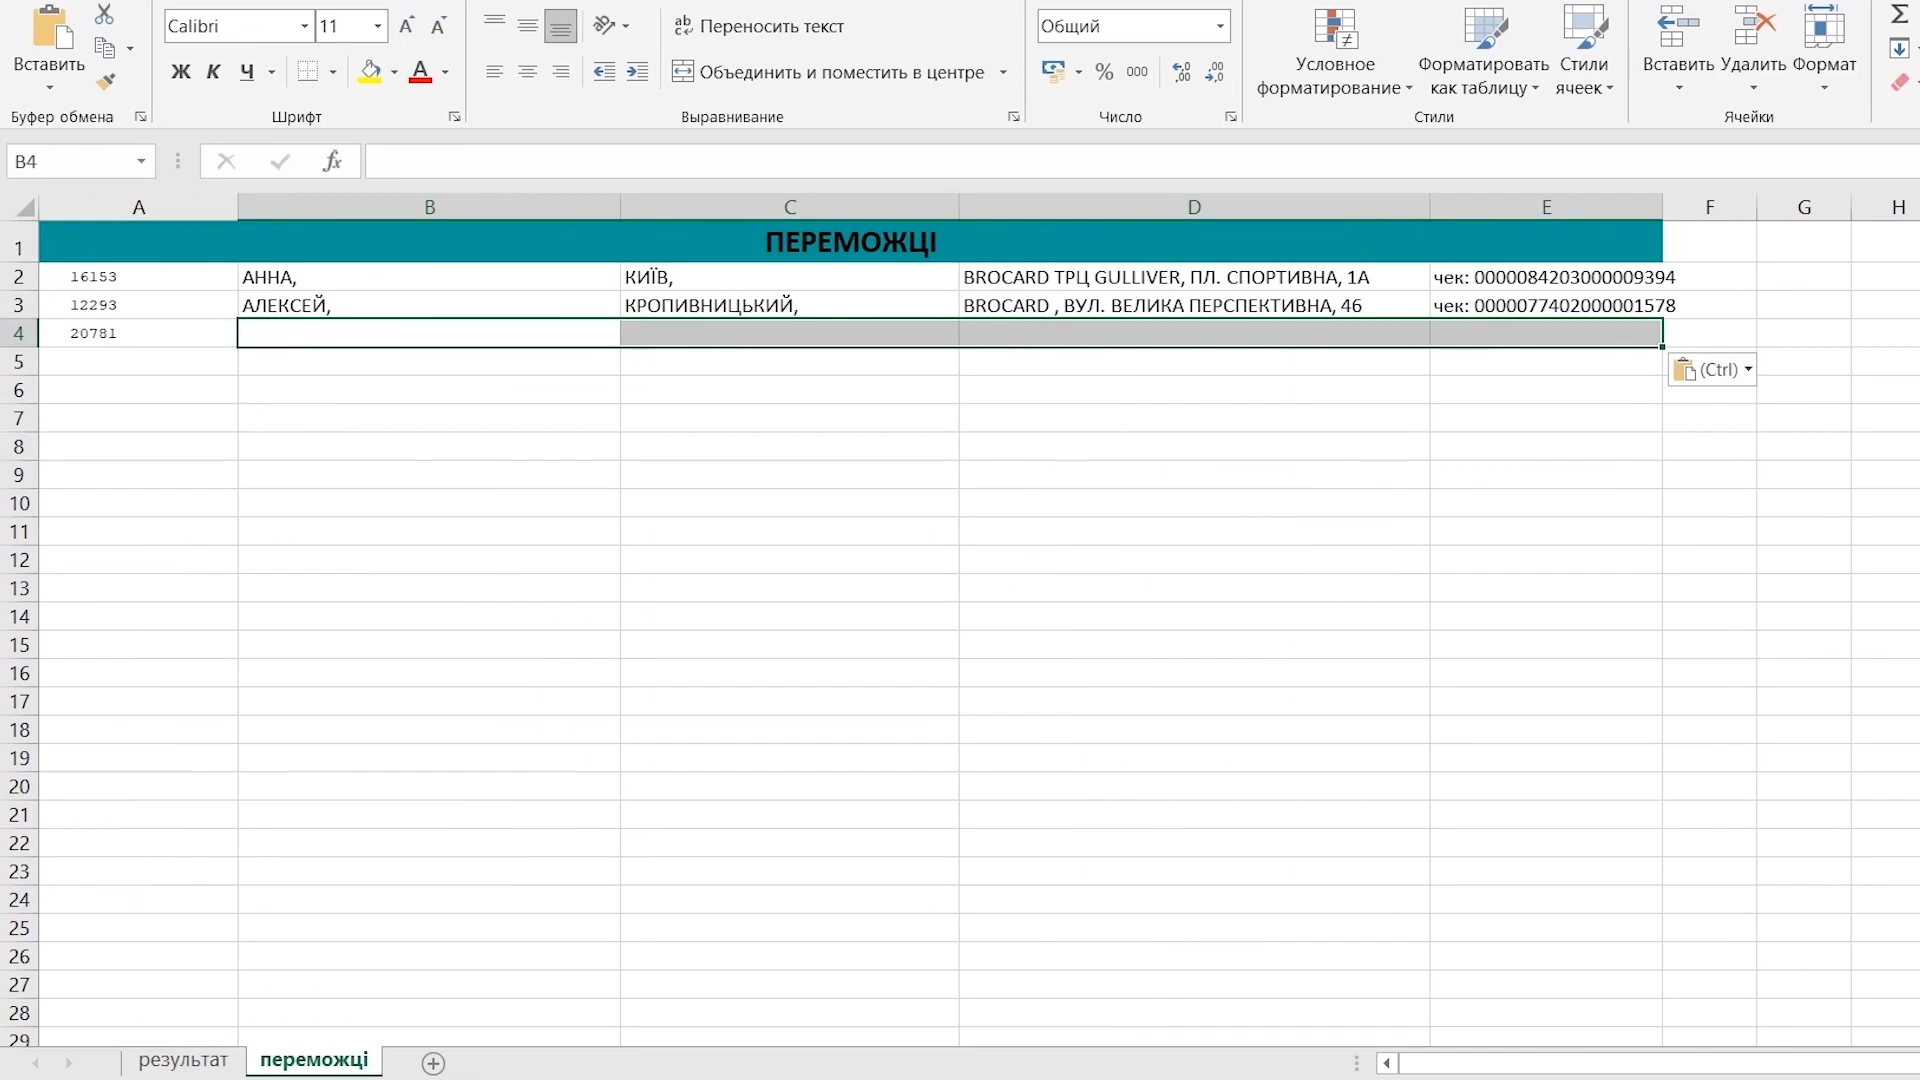 Calibri 11
Переносить текст
Общий
Вставить
Ж К Ч
Объединить и поместить в центре
% 000
Условное форматирование
Форматировать как таблицу
Стили ячеек
Вставить Удалить Формат
Буфер обмена Шрифт Выравнивание Число Стили Ячейки
B4 fx
A B C D E F G H
1 ПЕРЕМОЖЦІ
2 16153 АННА, КИЇВ, BROCARD ТРЦ GULLIVER, ПЛ. СПОРТИВНА, 1А чек: 0000084203000009394
3 12293 АЛЕКСЕЙ, КРОПИВНИЦЬКИЙ, BROCARD , ВУЛ. ВЕЛИКА ПЕРСПЕКТИВНА, 46 чек: 0000077402000001578
4 20781
5
(Ctrl)
6
7
8
9
10
11
12
13
14
15
16
17
18
19
20
21
22
23
24
25
26
27
28
29
результат переможці